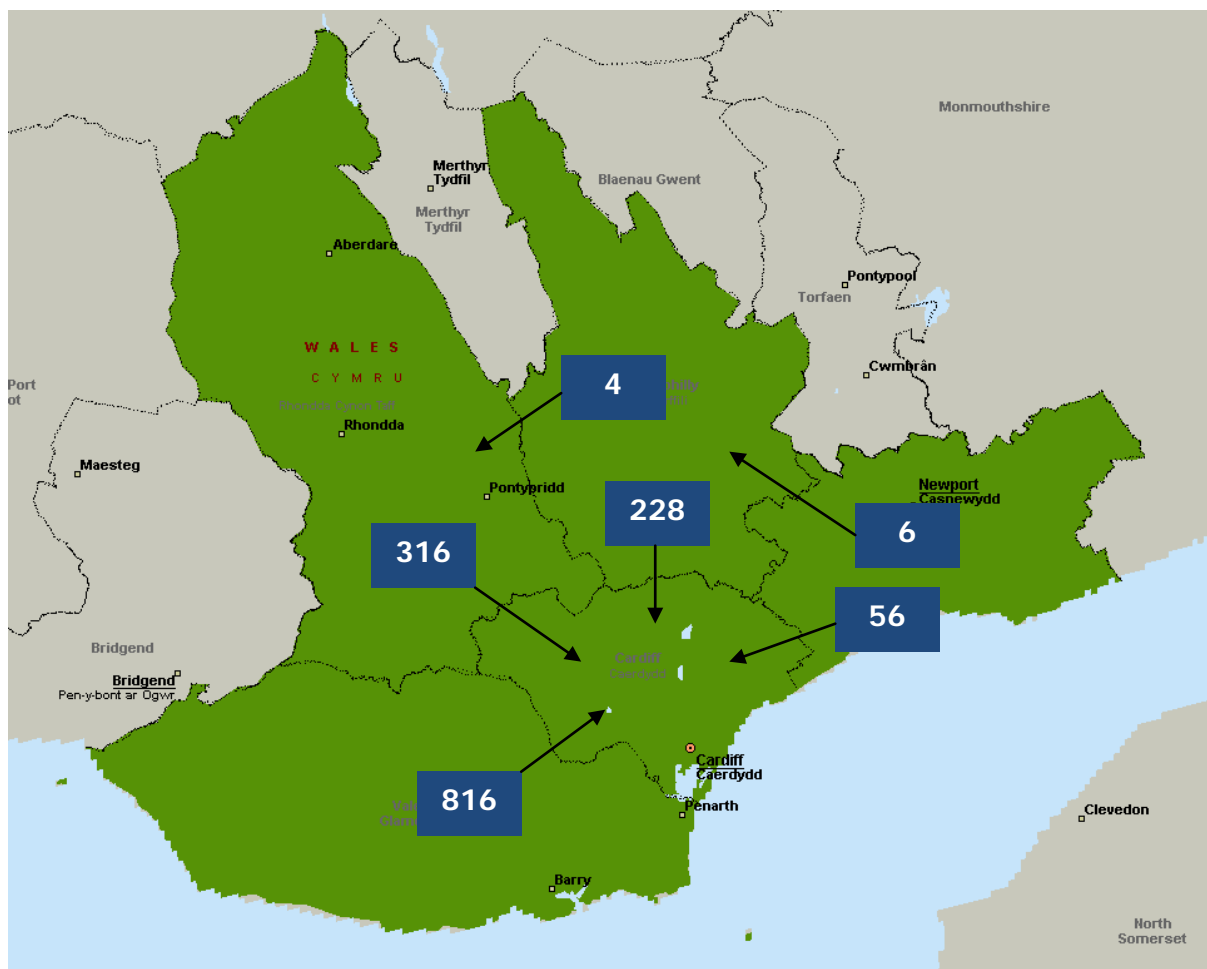 Monmouthshire
Merthyr
Tydfil
Blaenau Gwent
Merthyr
Tydfil
Aberdare
Pontypool
Torfaen
WALES
CYMRU
Cwmbrân
4
Port
Rhondda Cynon Taff
Rhondda
Maesteg
Newport
Casnewydd
Pontypridd
228
6
316
56
Bridgend
Cardiff
Caerdydd
Bridgend
Pen-y-bont ar Ogwr
Cardiff
Caerdydd
816
Penarth
Clevedon
Barry
North
Somerset